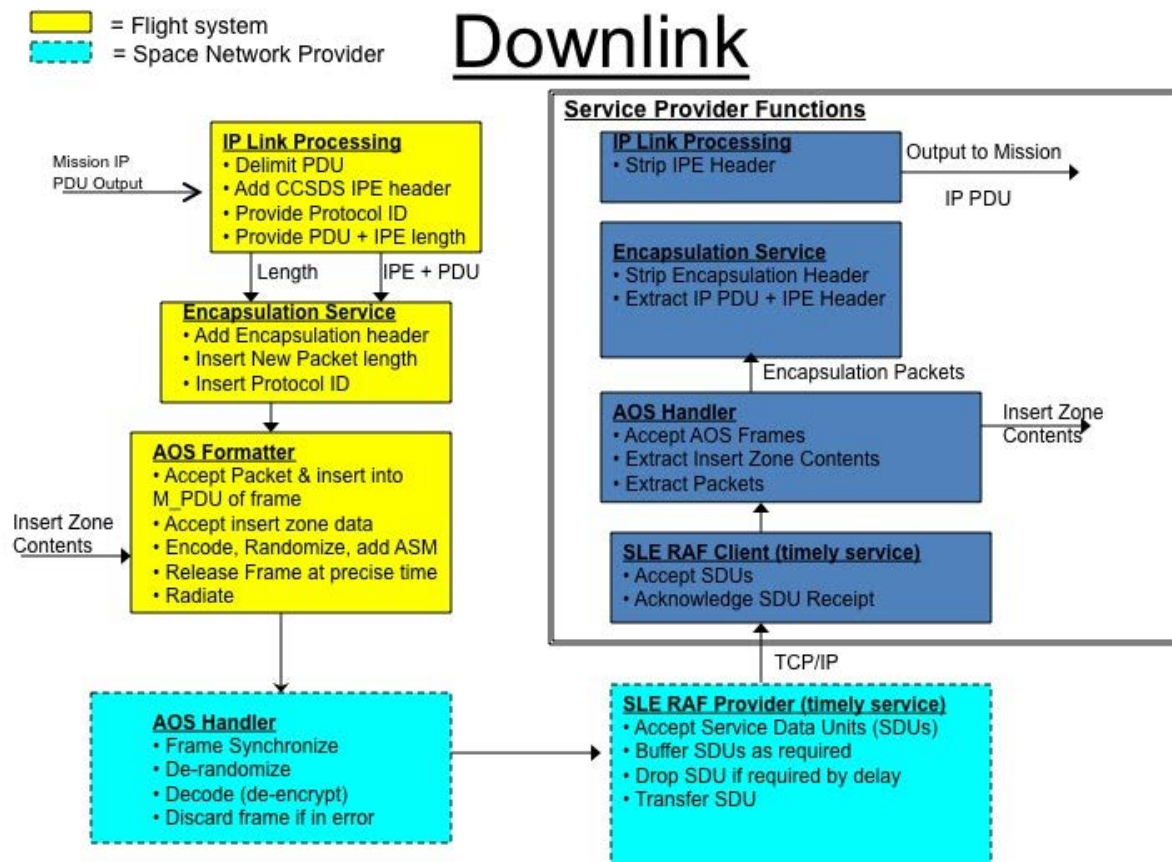 = Flight system
= Space Network Provider
Downlink
Mission IP
PDU Output
IP Link Processing
• Delimit PDU
• Add CCSDS IPE header
• Provide Protocol ID
• Provide PDU + IPE length
Length
IPE + PDU
Encapsulation Service
• Add Encapsulation header
• Insert New Packet length
• Insert Protocol ID
AOS Formatter
• Accept Packet & insert into
M_PDU of frame
• Accept insert zone data
• Encode, Randomize, add ASM
• Release Frame at precise time
• Radiate
Insert Zone
Contents
AOS Handler
• Frame Synchronize
• De-randomize
• Decode (de-encrypt)
• Discard frame if in error
SLE RAF Provider (timely service)
• Accept Service Data Units (SDUs)
• Buffer SDUs as required
• Drop SDU if required by delay
• Transfer SDU
TCP/IP
Service Provider Functions
IP Link Processing
• Strip IPE Header
Output to Mission
IP PDU
Encapsulation Service
• Strip Encapsulation Header
• Extract IP PDU + IPE Header
Encapsulation Packets
AOS Handler
• Accept AOS Frames
• Extract Insert Zone Contents
• Extract Packets
Insert Zone
Contents
SLE RAF Client (timely service)
• Accept SDUs
• Acknowledge SDU Receipt